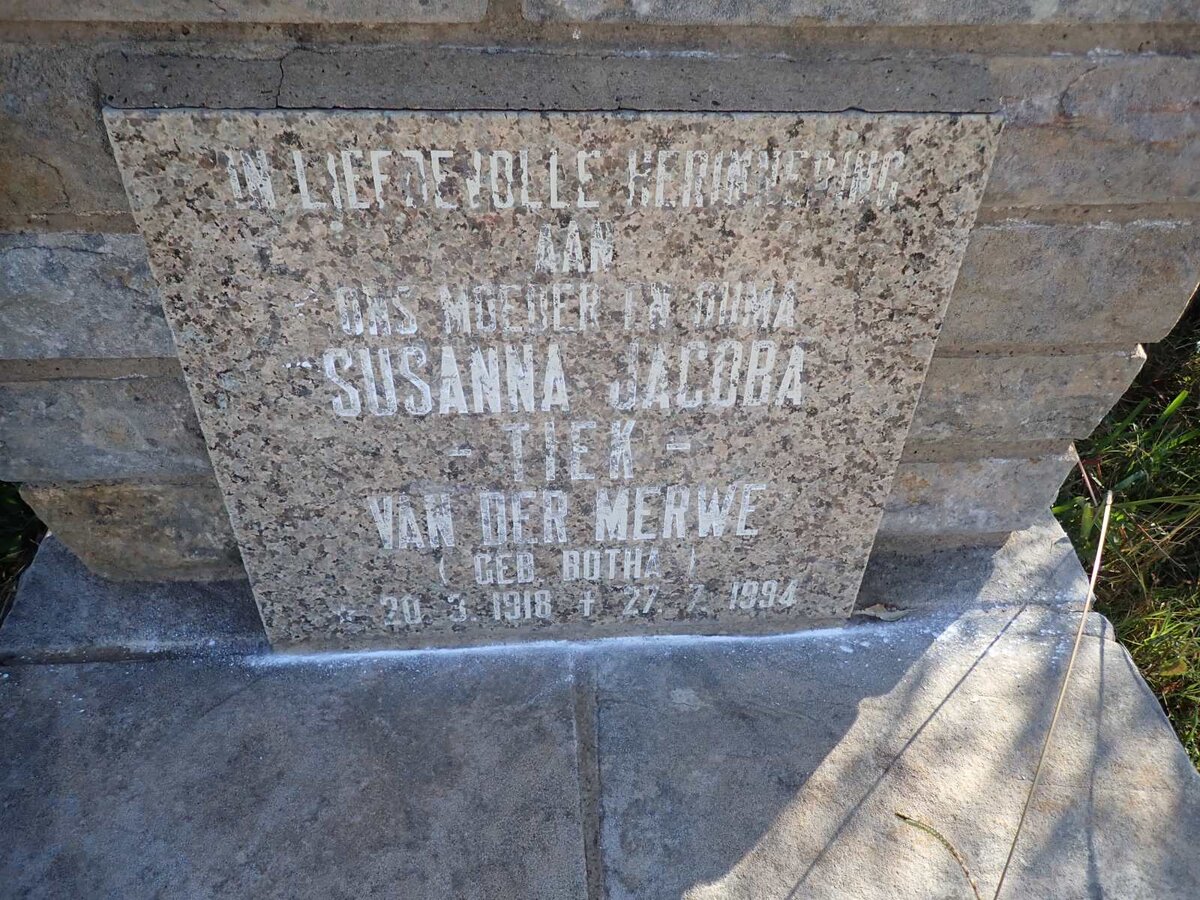 IN LIEFDEVOLLE HERINNERING
AAN
ONS MOEDER EN OUMA
SUSANNA JACOBA
- TIEK -
VAN DER MERWE
( GEB. BOTHA )
* 20. 3. 1918 + 27. 7. 1994